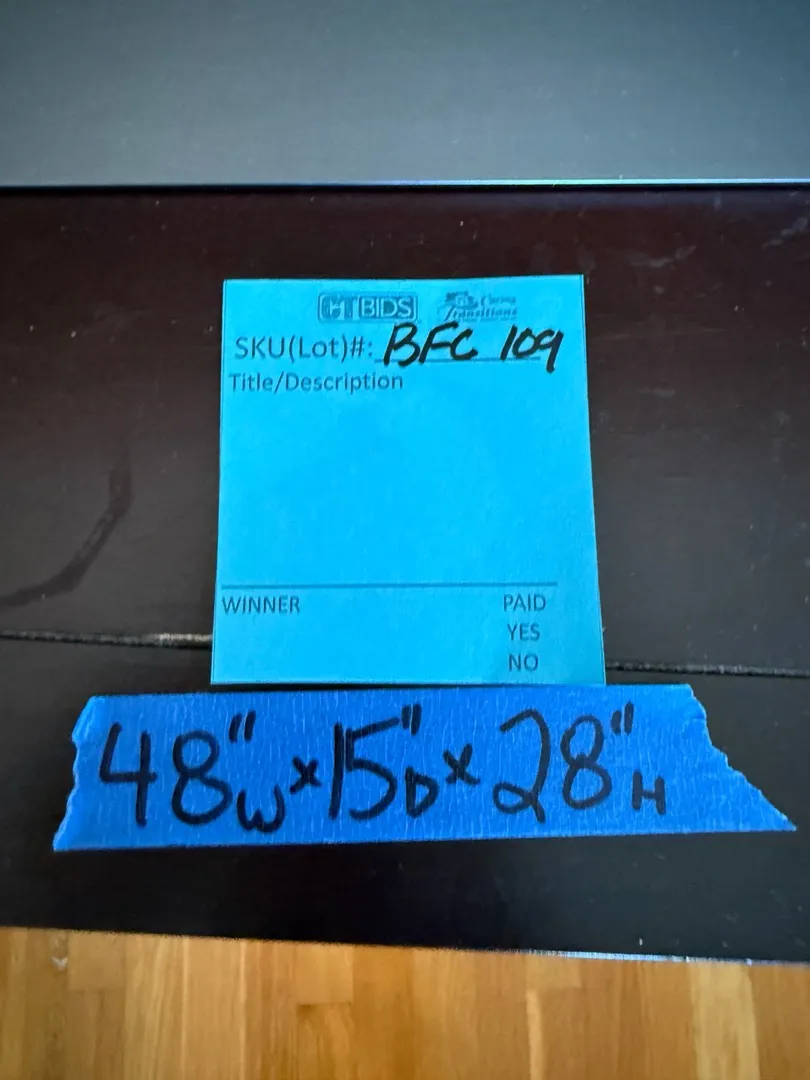 CTBIDS Caring Transitions
SKU(Lot)#: BFC 109
Title/Description
WINNER PAID
YES
NO
48"W x 15"D x 28"H